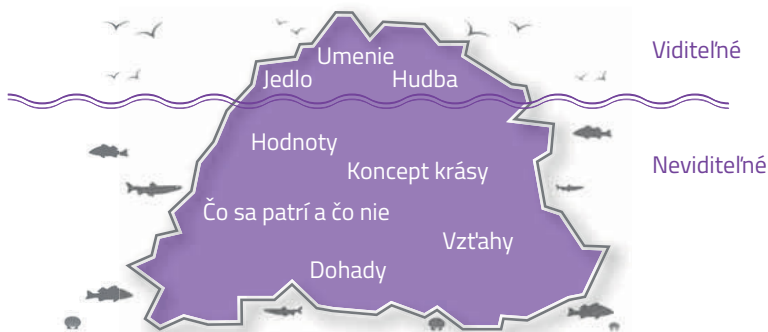 Umenie
Viditeľné
Jedlo
Hudba
Hodnoty
Neviditeľné
Koncept krásy
Čo sa patrí a čo nie
Vzťahy
Dohady